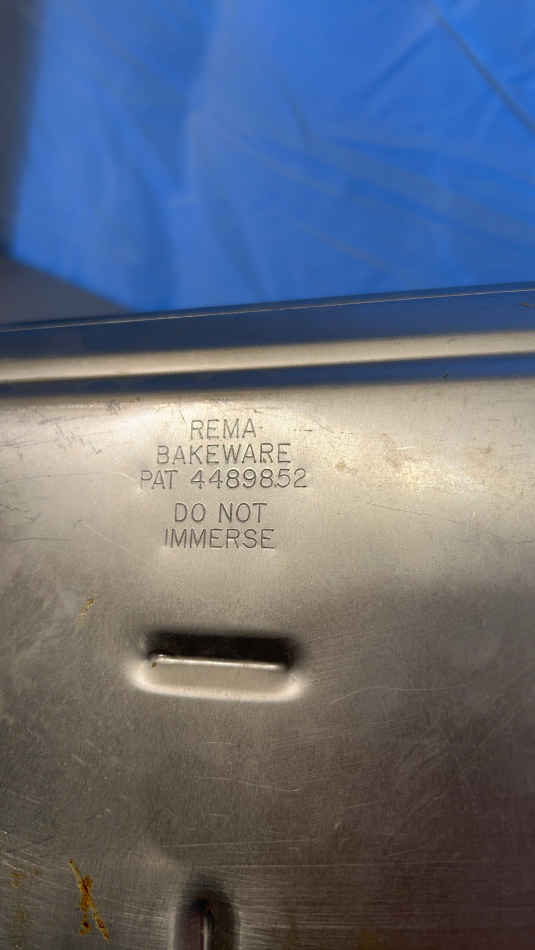 REMA
BAKEWARE
PAT 4489852
DO NOT
IMMERSE